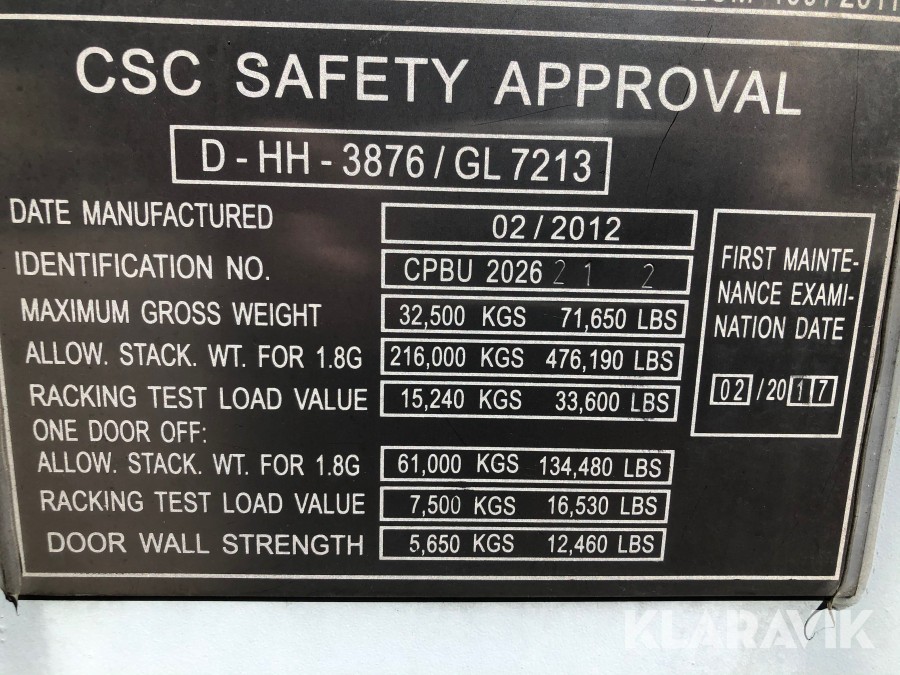 CSC SAFETY APPROVAL
D - HH - 3876 / GL 7213
DATE MANUFACTURED 02 / 2012
IDENTIFICATION NO. CPBU 2026 2 1 2
MAXIMUM GROSS WEIGHT 32,500 KGS 71,650 LBS
ALLOW. STACK. WT. FOR 1.8G 216,000 KGS 476,190 LBS
RACKING TEST LOAD VALUE 15,240 KGS 33,600 LBS
ONE DOOR OFF:
ALLOW. STACK. WT. FOR 1.8G 61,000 KGS 134,480 LBS
RACKING TEST LOAD VALUE 7,500 KGS 16,530 LBS
DOOR WALL STRENGTH 5,650 KGS 12,460 LBS
FIRST MAINTE-
NANCE EXAMI-
NATION DATE
02 / 2017
KLARAVIK